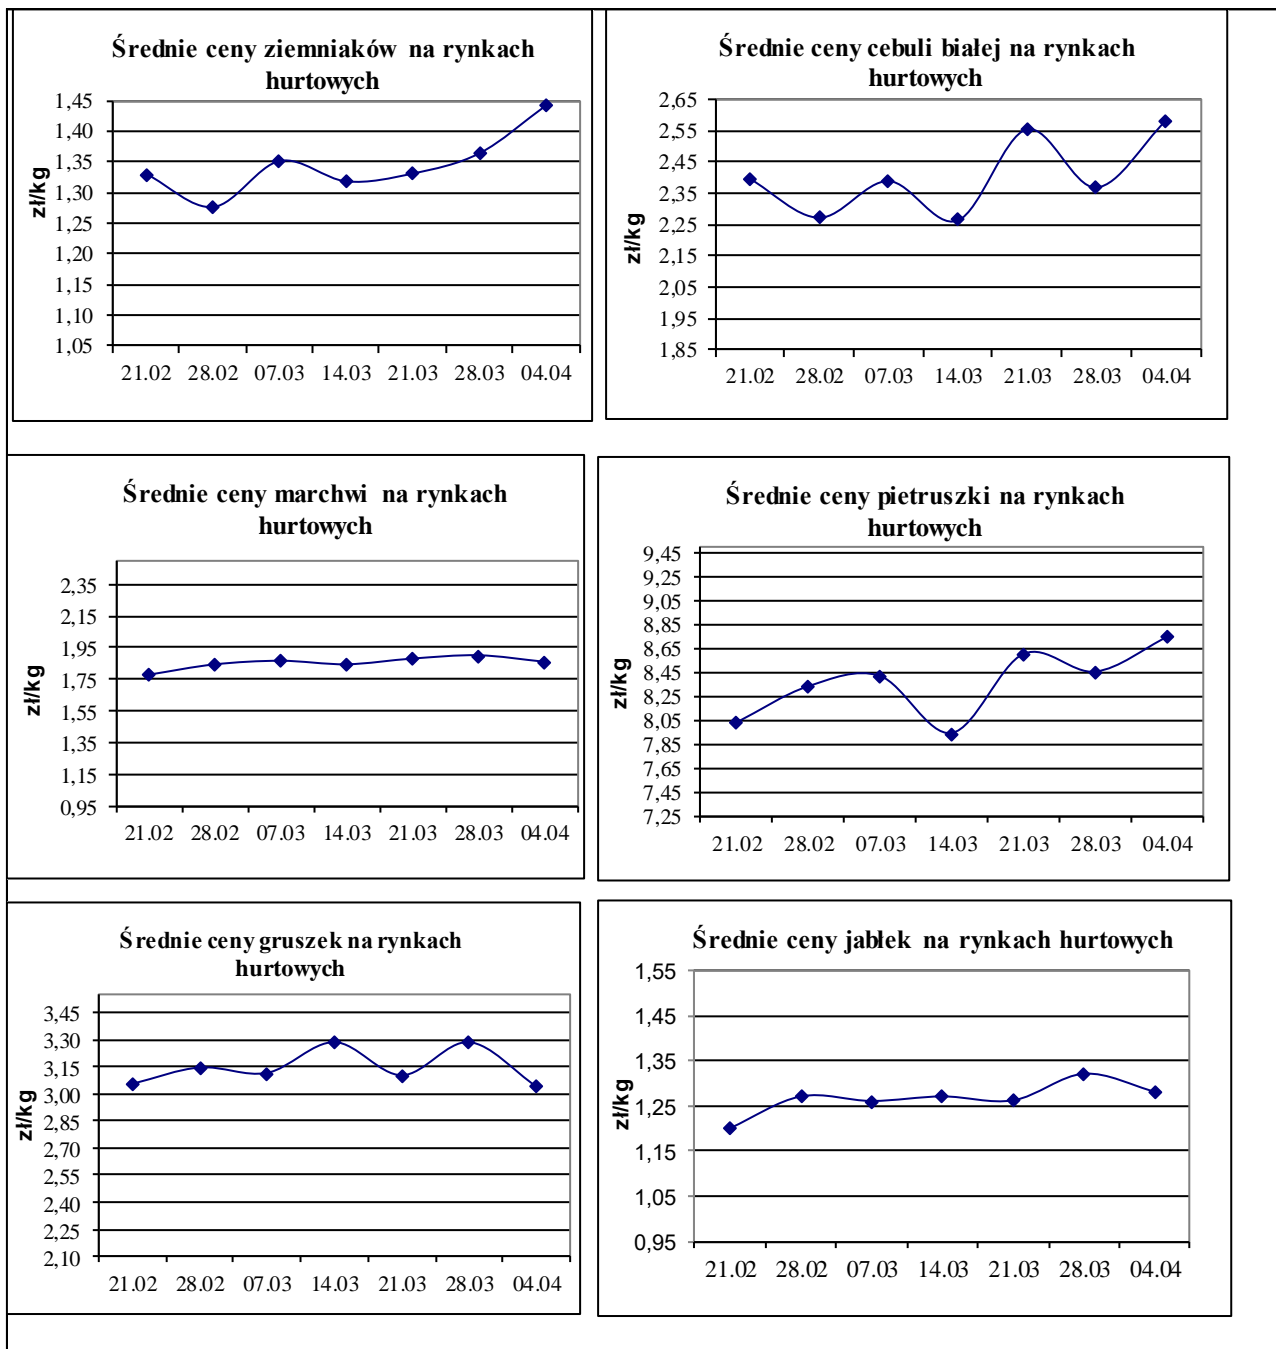 Średnie ceny ziemniaków na rynkach
hurtowych
zł/kg
1,45
1,40
1,35
1,30
1,25
1,20
1,15
1,10
1,05
21.02 28.02 07.03 14.03 21.03 28.03 04.04
Średnie ceny cebuli białej na rynkach
hurtowych
zł/kg
2,65
2,55
2,45
2,35
2,25
2,15
2,05
1,95
1,85
21.02 28.02 07.03 14.03 21.03 28.03 04.04
Średnie ceny marchwi na rynkach
hurtowych
zł/kg
2,35
2,15
1,95
1,75
1,55
1,35
1,15
0,95
21.02 28.02 07.03 14.03 21.03 28.03 04.04
Średnie ceny pietruszki na rynkach
hurtowych
zł/kg
9,45
9,25
9,05
8,85
8,65
8,45
8,25
8,05
7,85
7,65
7,45
7,25
21.02 28.02 07.03 14.03 21.03 28.03 04.04
Średnie ceny gruszek na rynkach
hurtowych
zł/kg
3,45
3,30
3,15
3,00
2,85
2,70
2,55
2,40
2,25
2,10
21.02 28.02 07.03 14.03 21.03 28.03 04.04
Średnie ceny jabłek na rynkach hurtowych
zł/kg
1,55
1,45
1,35
1,25
1,15
1,05
0,95
21.02 28.02 07.03 14.03 21.03 28.03 04.04